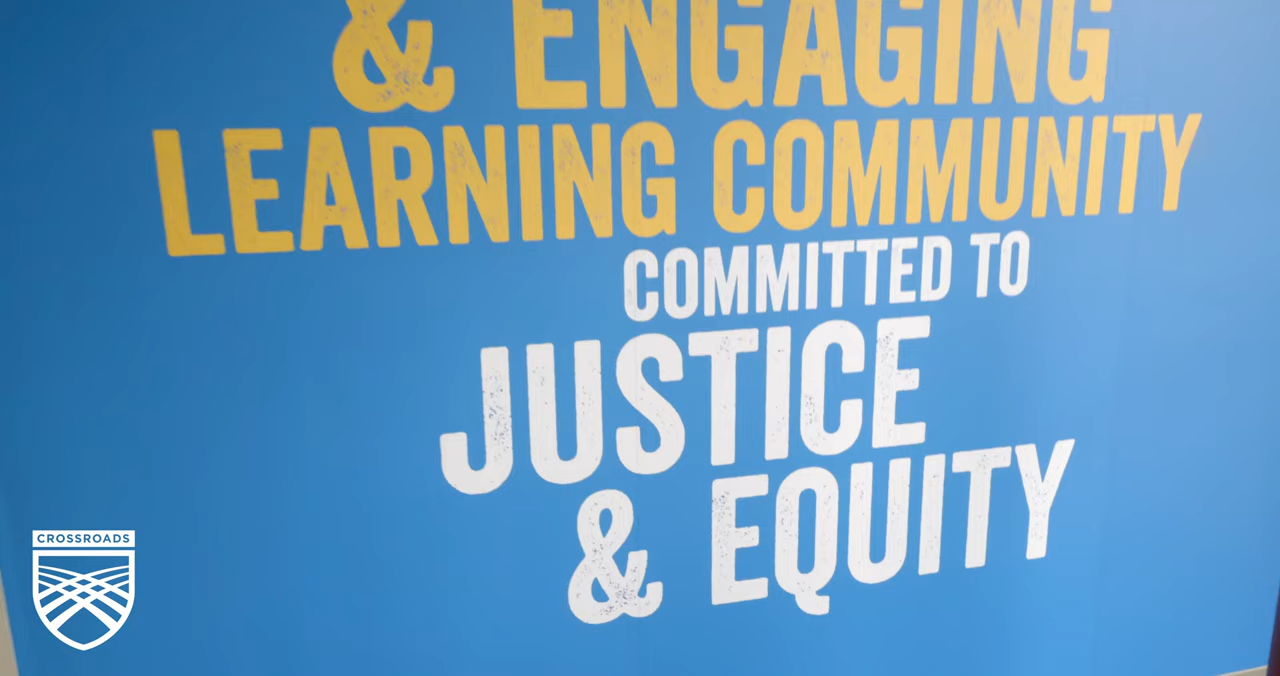 & ENGAGING
LEARNING COMMUNITY
COMMITTED TO
JUSTICE
& EQUITY
CROSSROADS